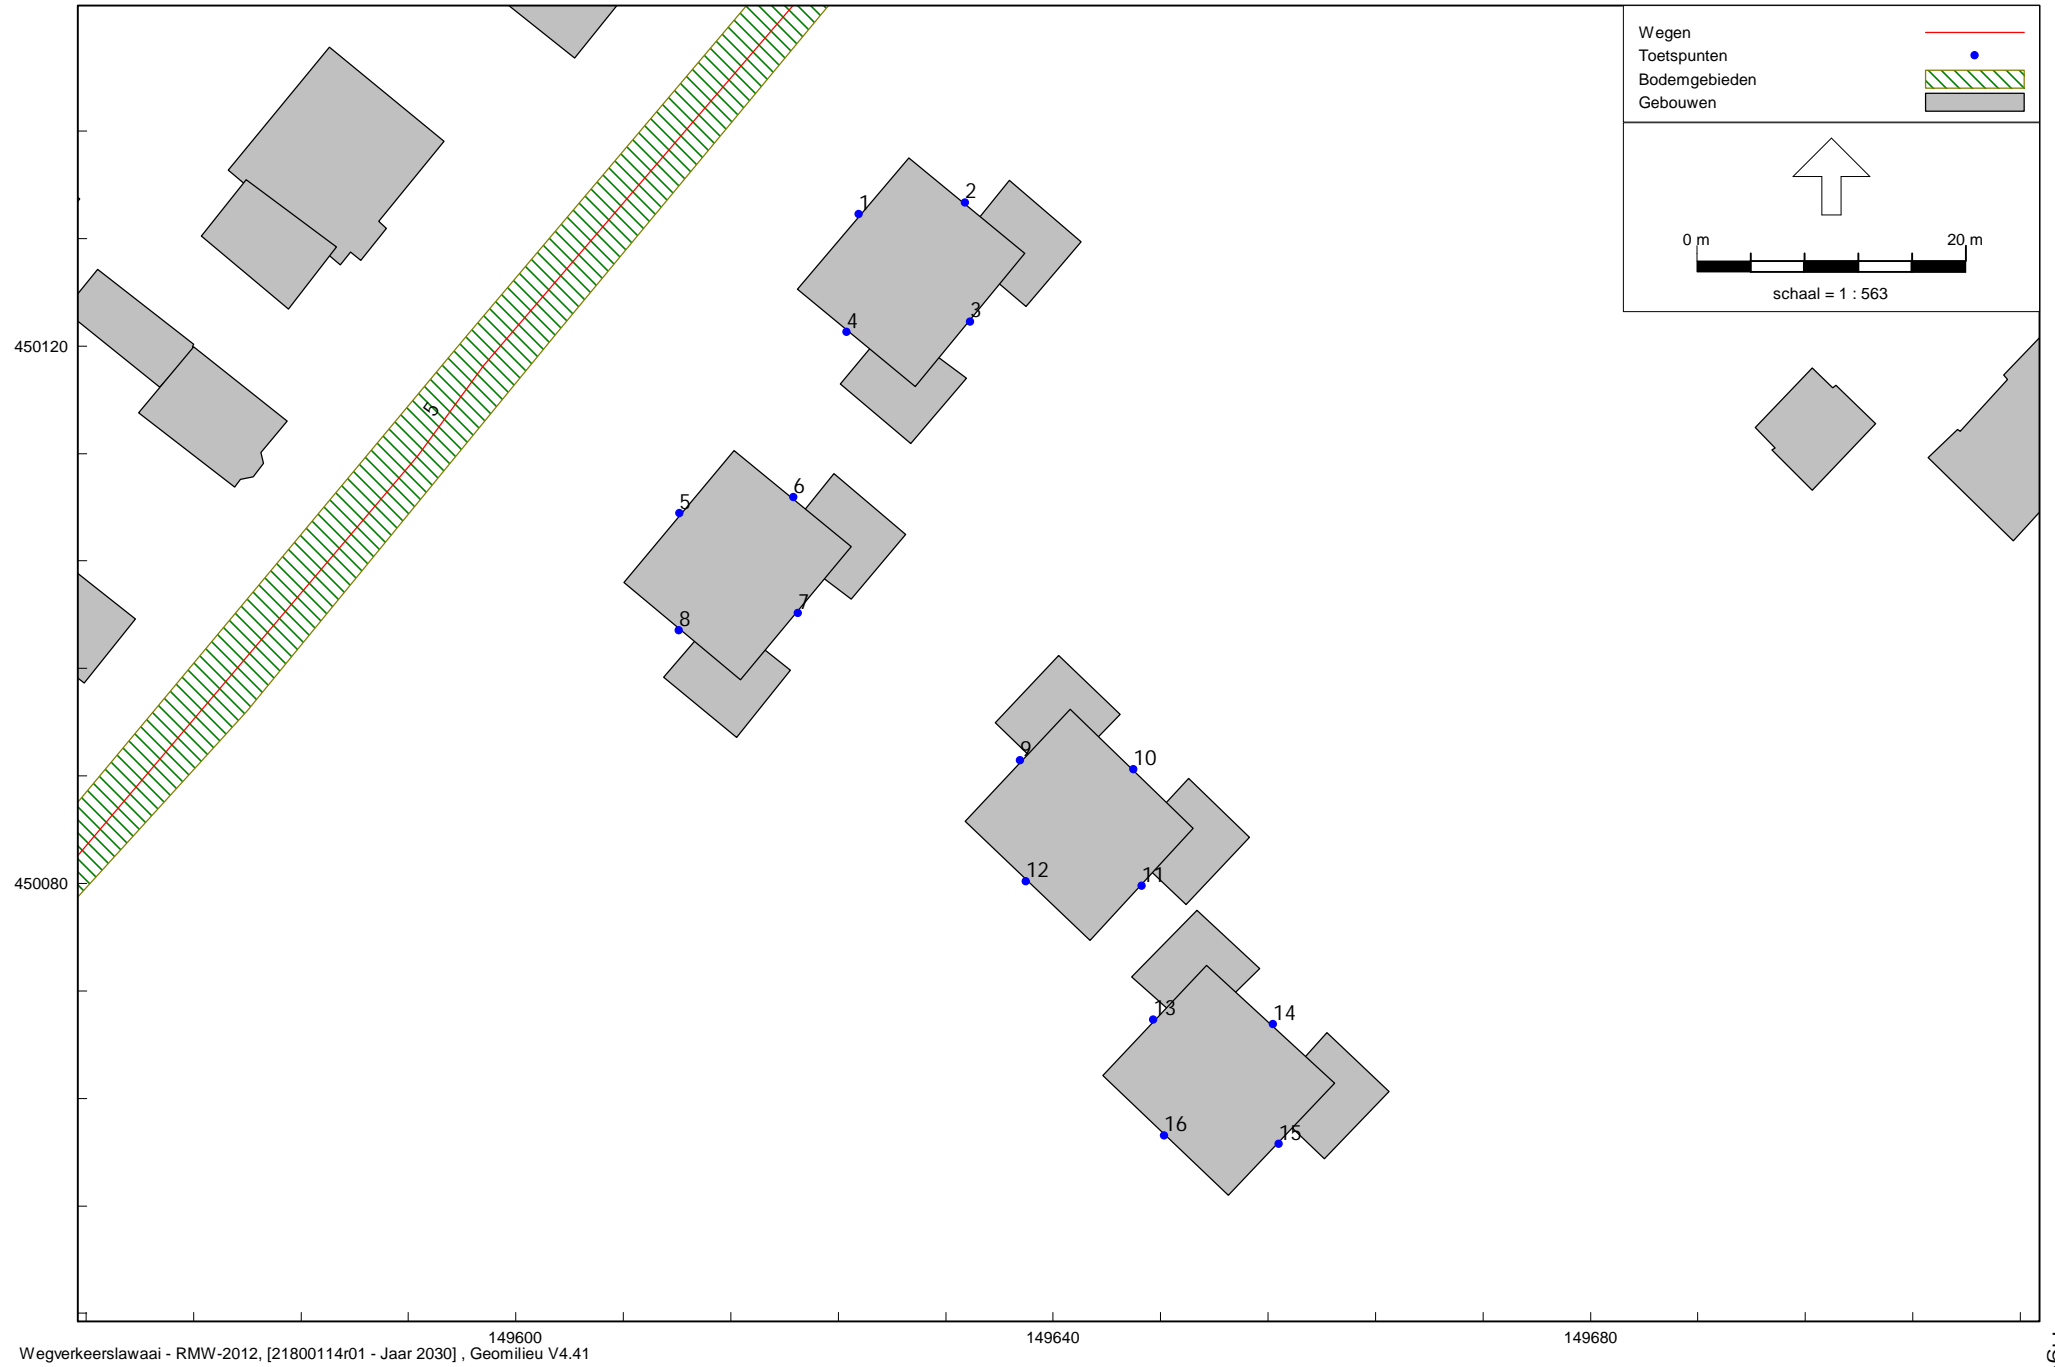 Wegen
Toetspunten
Bodemgebieden
Gebouwen
0 m 20 m
schaal = 1 : 563
1
2
3
4
5
5
6
7
8
9
10
11
12
13
14
15
16
450120
450080
149600 149640 149680
Wegverkeerslawaai - RMW-2012, [21800114r01 - Jaar 2030] , Geomilieu V4.41